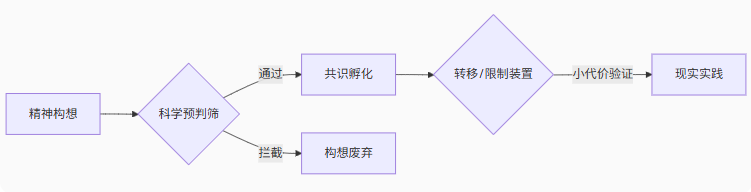 精神构想
科学预判筛
通过
拦截
共识孵化
构想废弃
转移/限制装置
小代价验证
现实实践